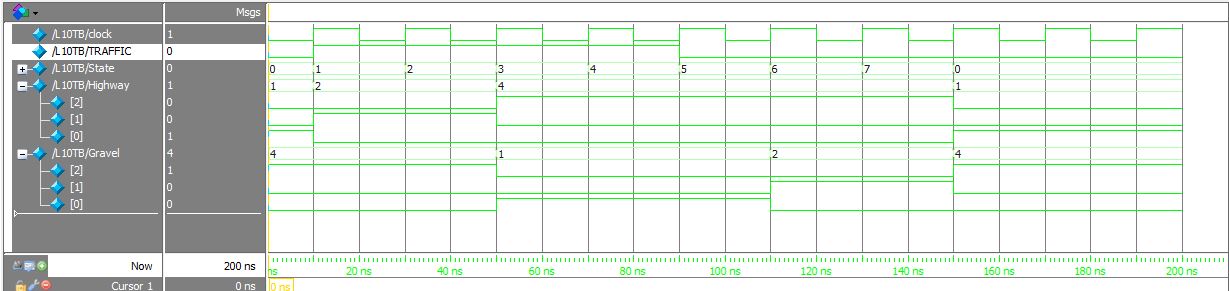 Msgs
/L10TB/clock 1
/L10TB/TRAFFIC 0
/L10TB/State 0 0 1 2 3 4 5 6 7 0
/L10TB/Highway 1 1 2 4 1
[2] 0
[1] 0
[0] 1
/L10TB/Gravel 4 4 1 2 4
[2] 1
[1] 0
[0] 0
Now 200 ns ns 20 ns 40 ns 60 ns 80 ns 100 ns 120 ns 140 ns 160 ns 180 ns 200 ns
Cursor 1 0 ns 0 ns